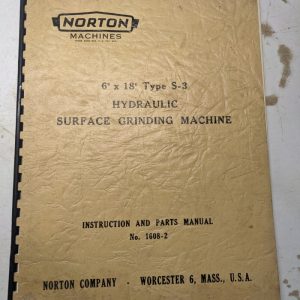 NORTON
MACHINES
6" x 18" Type S-3
HYDRAULIC
SURFACE GRINDING MACHINE
INSTRUCTION AND PARTS MANUAL
No. 1608-2
NORTON COMPANY · WORCESTER 6, MASS., U.S.A.